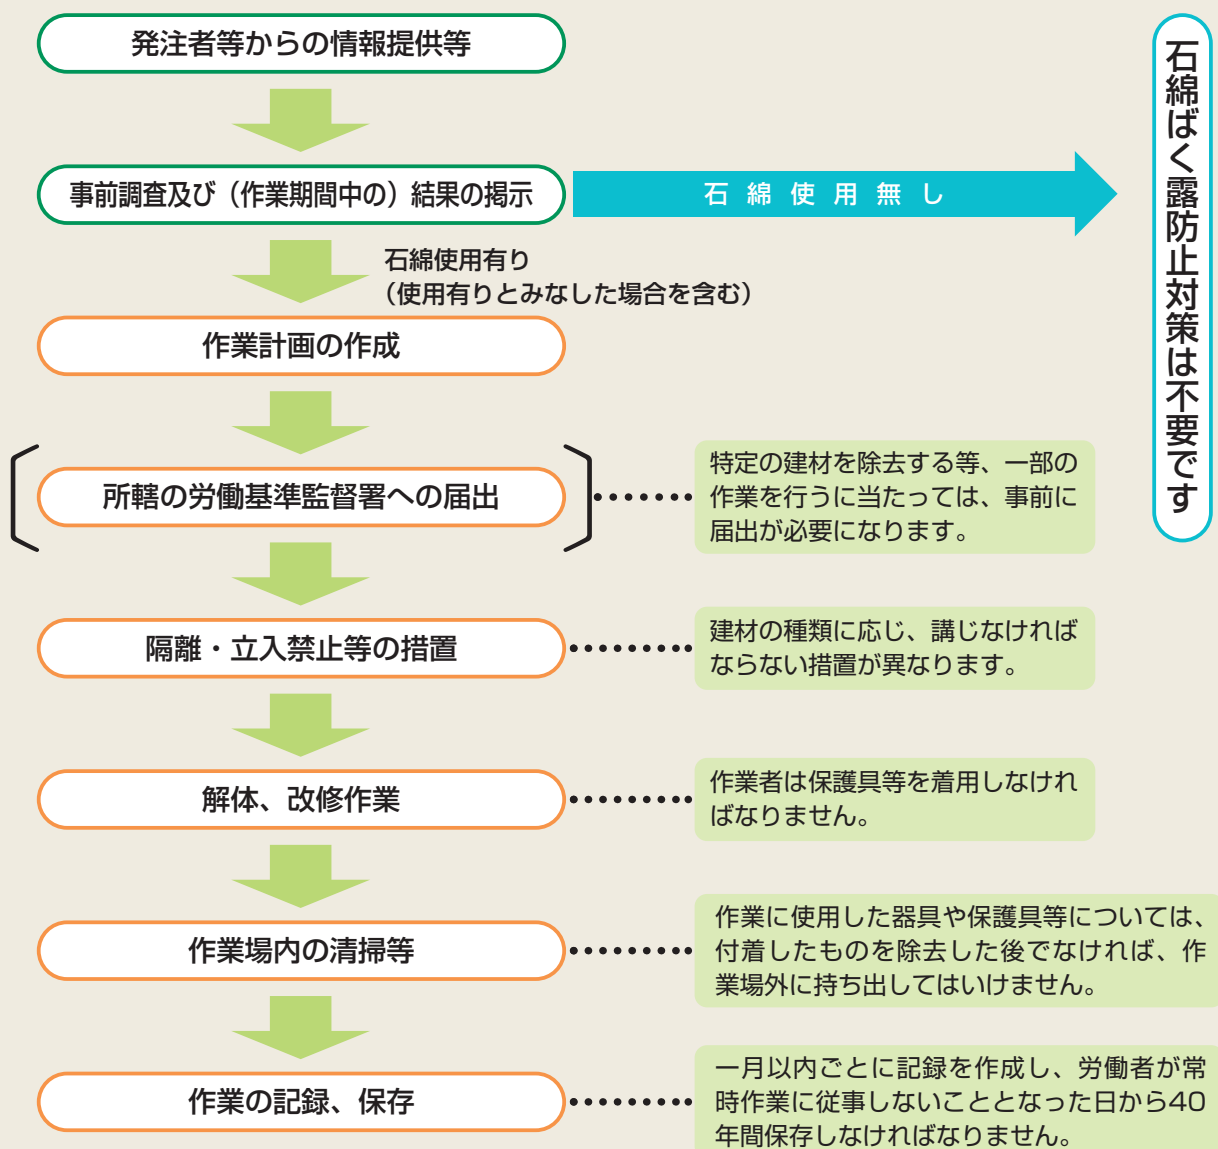 発注者等からの情報提供等
事前調査及び（作業期間中の）結果の掲示
石綿使用無し
石綿ばく露防止対策は不要です
石綿使用有り
（使用有りとみなした場合を含む）
作業計画の作成
所轄の労働基準監督署への届出
特定の建材を除去する等、一部の
作業を行うに当たっては、事前に
届出が必要になります。
隔離・立入禁止等の措置
建材の種類に応じ、講じなければ
ならない措置が異なります。
解体、改修作業
作業者は保護具等を着用しなけれ
ばなりません。
作業場内の清掃等
作業に使用した器具や保護具等については、
付着したものを除去した後でなければ、作
業場外に持ち出してはいけません。
作業の記録、保存
一月以内ごとに記録を作成し、労働者が常
時作業に従事しないこととなった日から40
年間保存しなければなりません。